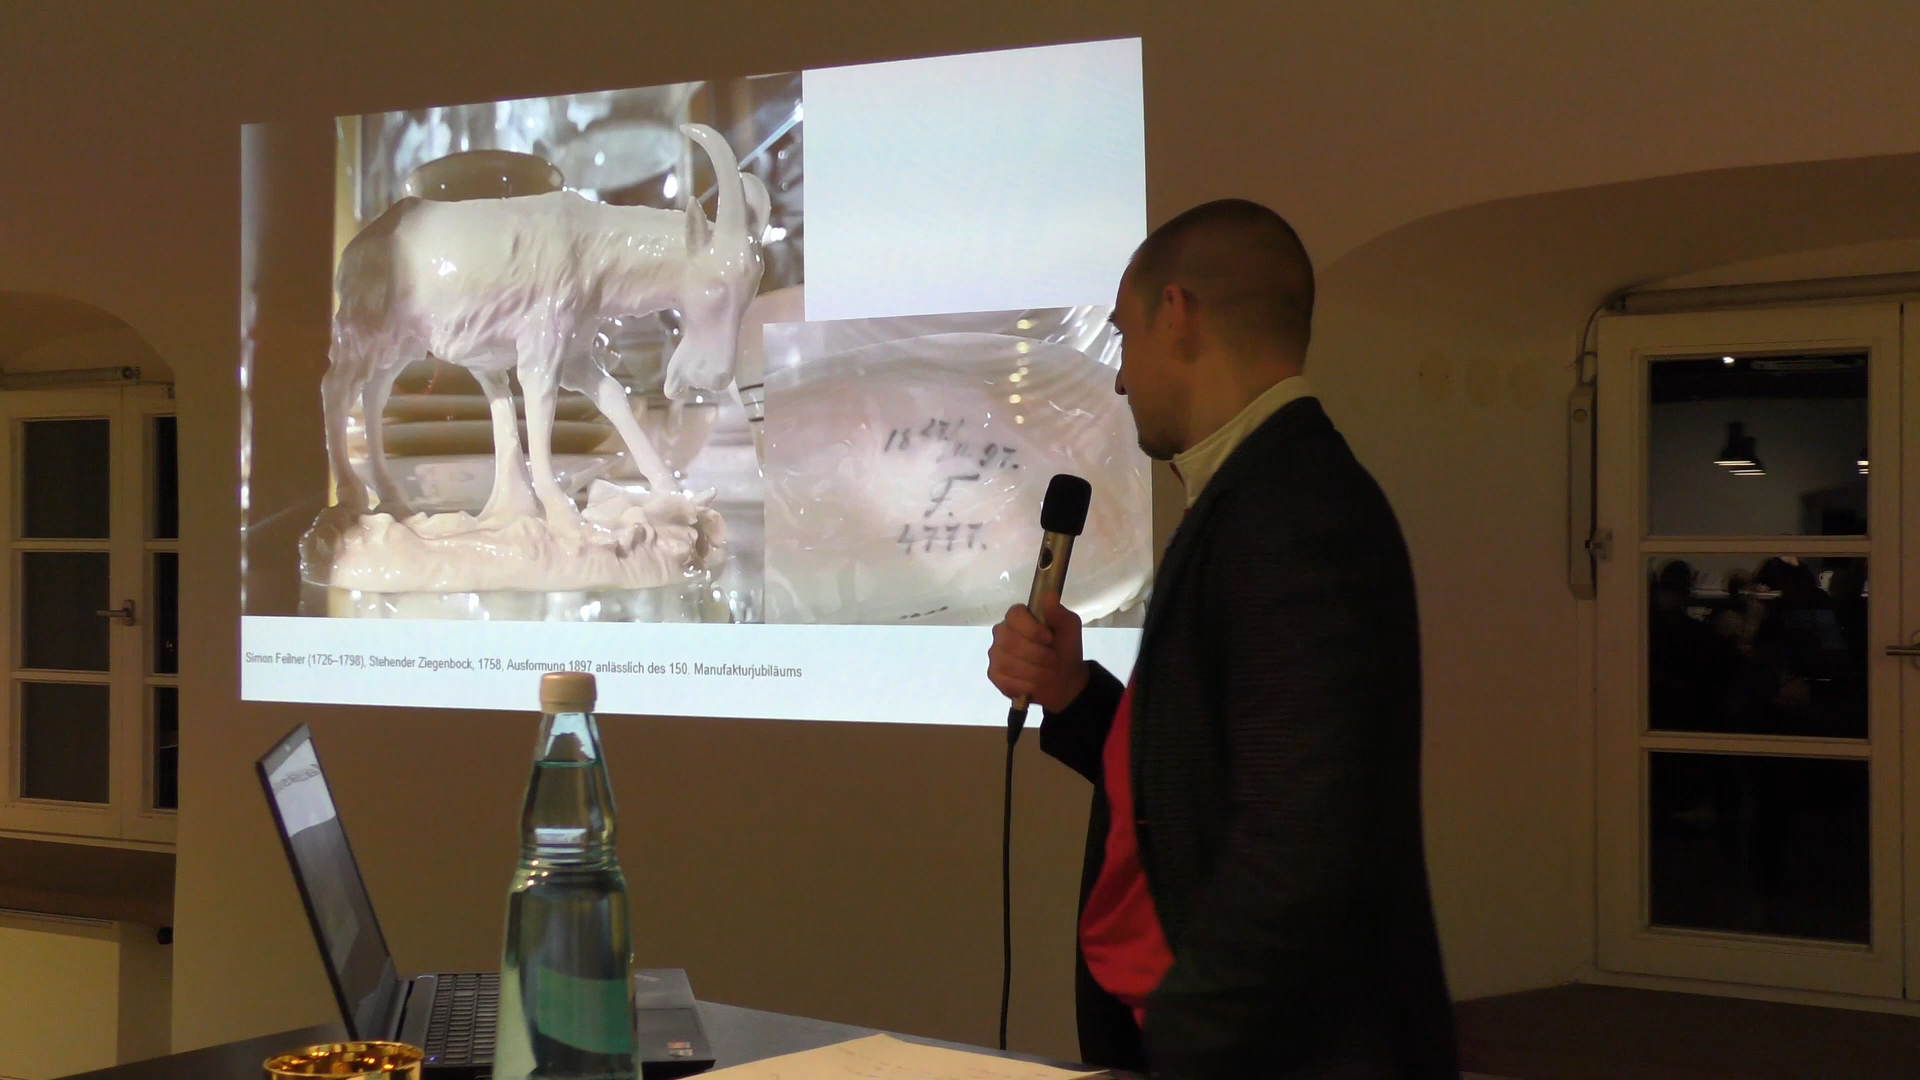 18 27/11. 97.
F.
4777.
Simon Feilner (1726–1798), Stehender Ziegenbock, 1758, Ausformung 1897 anlässlich des 150. Manufakturjubiläums